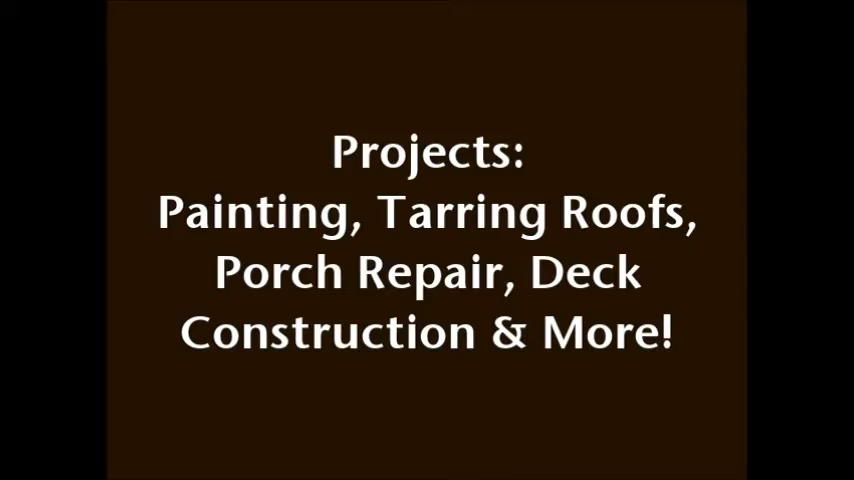 Projects:
Painting, Tarring Roofs,
Porch Repair, Deck
Construction & More!